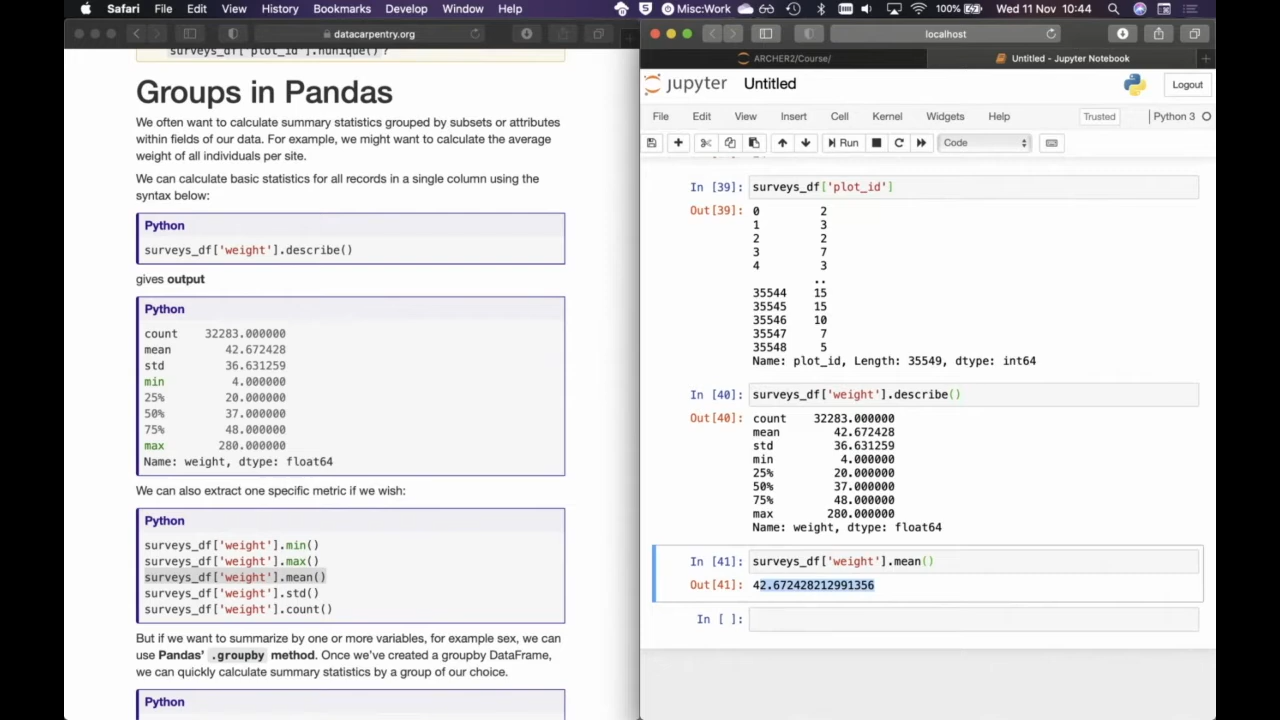 Safari File Edit View History Bookmarks Develop Window Help Misc:Work 100% Wed 11 Nov 10:44
datacarpentry.org
surveys_df['plot_id'].nunique()?
Groups in Pandas
We often want to calculate summary statistics grouped by subsets or attributes
within fields of our data. For example, we might want to calculate the average
weight of all individuals per site.
We can calculate basic statistics for all records in a single column using the
syntax below:
Python
surveys_df['weight'].describe()
gives output
Python
count 32283.000000
mean 42.672428
std 36.631259
min 4.000000
25% 20.000000
50% 37.000000
75% 48.000000
max 280.000000
Name: weight, dtype: float64
We can also extract one specific metric if we wish:
Python
surveys_df['weight'].min()
surveys_df['weight'].max()
surveys_df['weight'].mean()
surveys_df['weight'].std()
surveys_df['weight'].count()
But if we want to summarize by one or more variables, for example sex, we can
use Pandas' .groupby method. Once we've created a groupby DataFrame,
we can quickly calculate summary statistics by a group of our choice.
Python
localhost
ARCHER2/Course/ Untitled - Jupyter Notebook
jupyter Untitled Logout
File Edit View Insert Cell Kernel Widgets Help Trusted Python 3
Run Code
In [39]: surveys_df['plot_id']
Out[39]: 0 2
1 3
2 2
3 7
4 3
..
35544 15
35545 15
35546 10
35547 7
35548 5
Name: plot_id, Length: 35549, dtype: int64
In [40]: surveys_df['weight'].describe()
Out[40]: count 32283.000000
mean 42.672428
std 36.631259
min 4.000000
25% 20.000000
50% 37.000000
75% 48.000000
max 280.000000
Name: weight, dtype: float64
In [41]: surveys_df['weight'].mean()
Out[41]: 42.672428212991356
In [ ]: